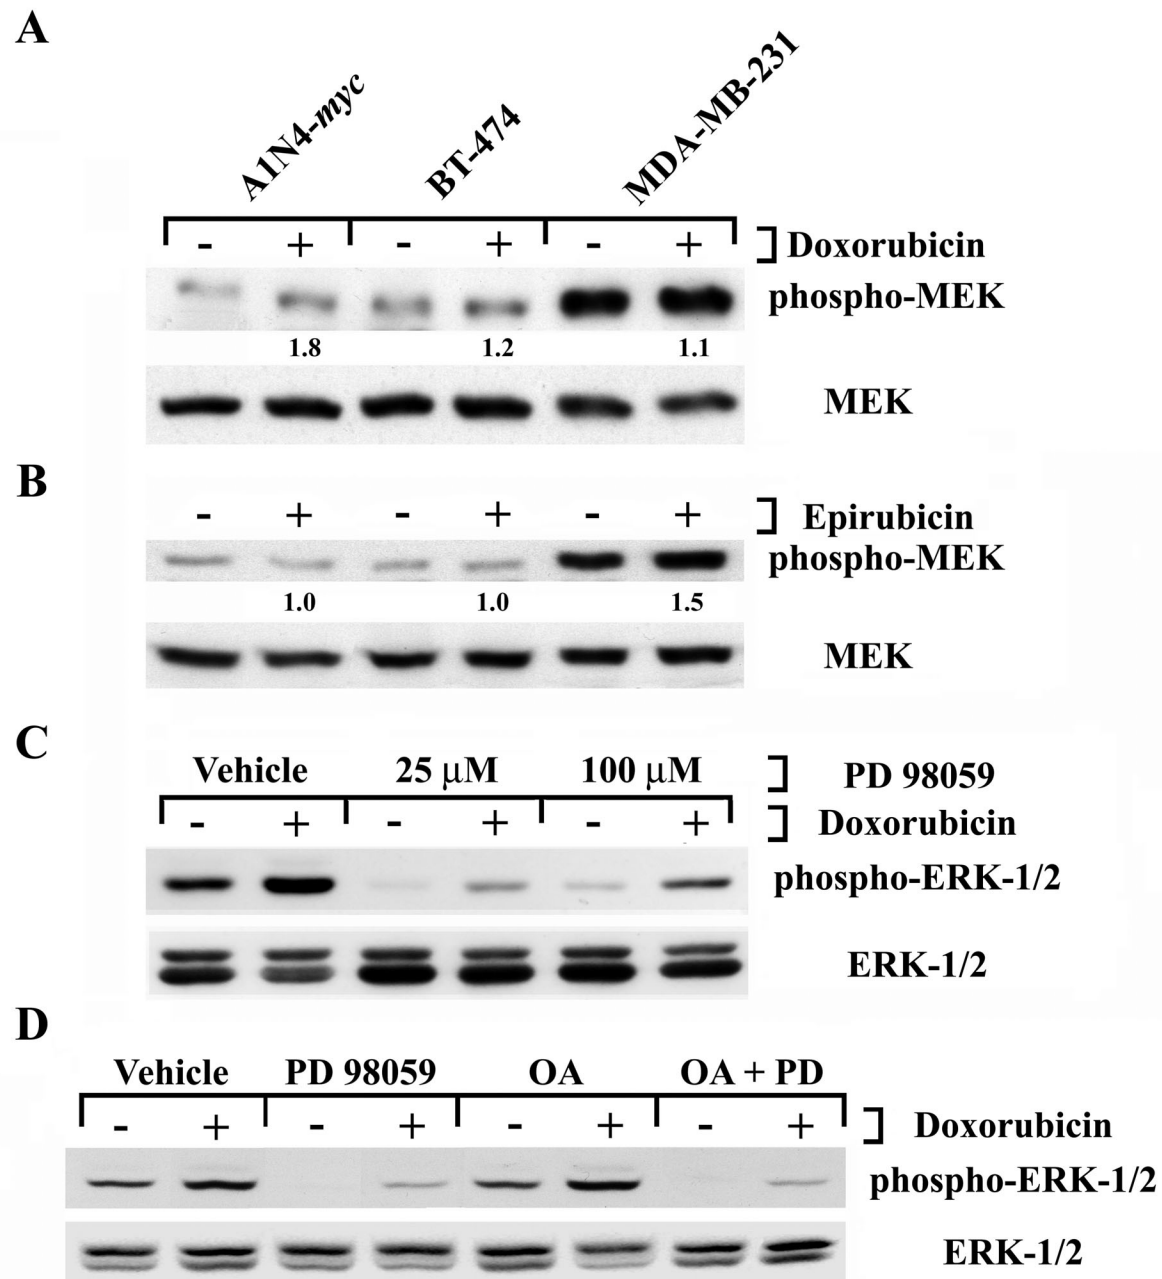 A
A1N4-myc BT-474 MDA-MB-231
- + - + - + Doxorubicin
phospho-MEK
1.8 1.2 1.1
MEK
B
- + - + - + Epirubicin
phospho-MEK
1.0 1.0 1.5
MEK
C
Vehicle 25 μM 100 μM PD 98059
- + - + - + Doxorubicin
phospho-ERK-1/2
ERK-1/2
D
Vehicle PD 98059 OA OA + PD
- + - + - + - + Doxorubicin
phospho-ERK-1/2
ERK-1/2